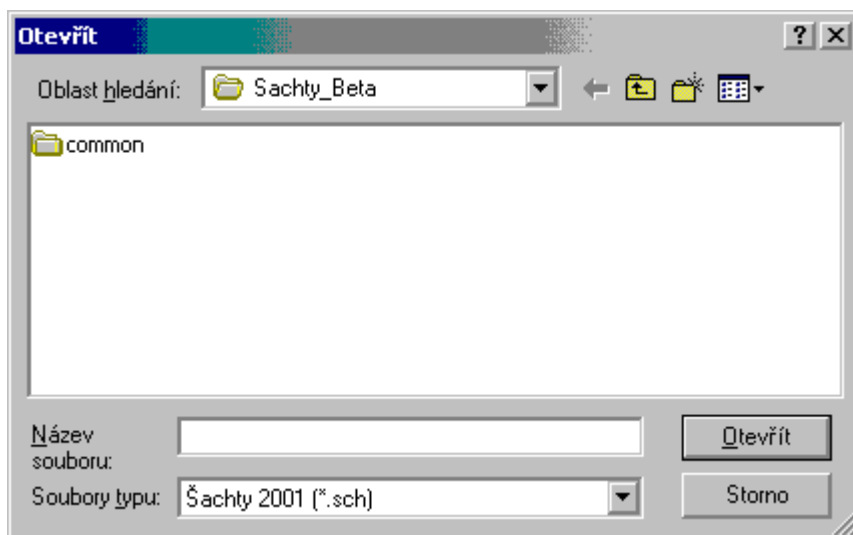 Otevřít
Oblast hledání: Sachty_Beta
common
Název souboru:
Otevřít
Soubory typu: Šachty 2001 (*.sch)
Storno